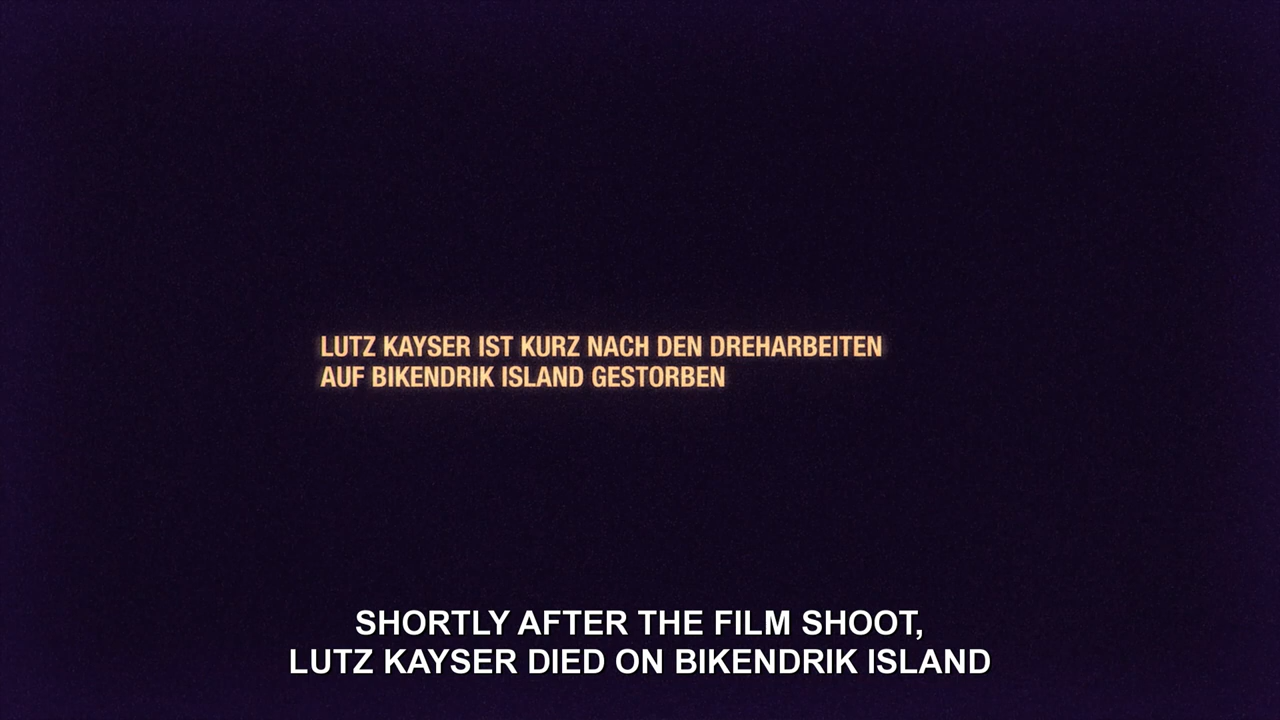 LUTZ KAYSER IST KURZ NACH DEN DREHARBEITEN
AUF BIKENDRIK ISLAND GESTORBEN
SHORTLY AFTER THE FILM SHOOT,
LUTZ KAYSER DIED ON BIKENDRIK ISLAND